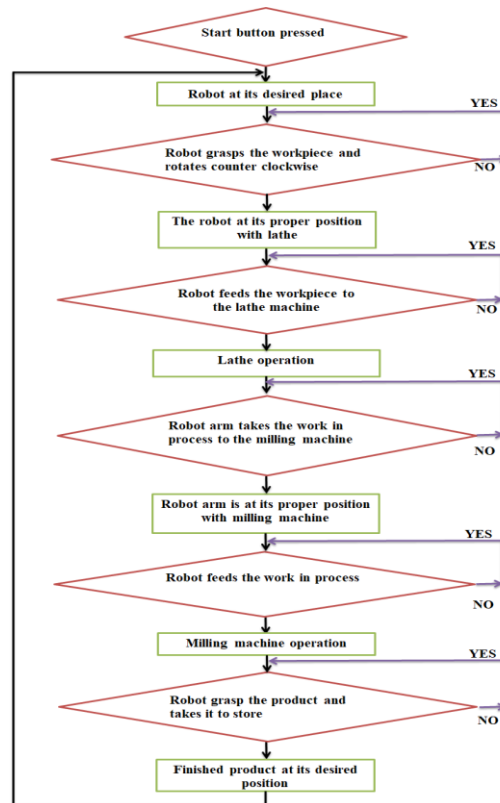 Start button pressed
Robot at its desired place
YES
Robot grasps the workpiece and
rotates counter clockwise
NO
The robot at its proper position
with lathe
YES
Robot feeds the workpiece to
the lathe machine
NO
Lathe operation
YES
Robot arm takes the work in
process to the milling machine
NO
Robot arm is at its proper position
with milling machine
YES
Robot feeds the work in process
NO
Milling machine operation
YES
Robot grasp the product and
takes it to store
NO
Finished product at its desired
position